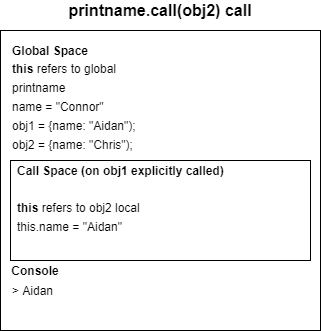 printname.call(obj2) call
Global Space
this refers to global
printname
name = "Connor"
obj1 = {name: "Aidan"};
obj2 = {name: "Chris"};
Call Space (on obj1 explicitly called)
this refers to obj2 local
this.name = "Aidan"
Console
> Aidan